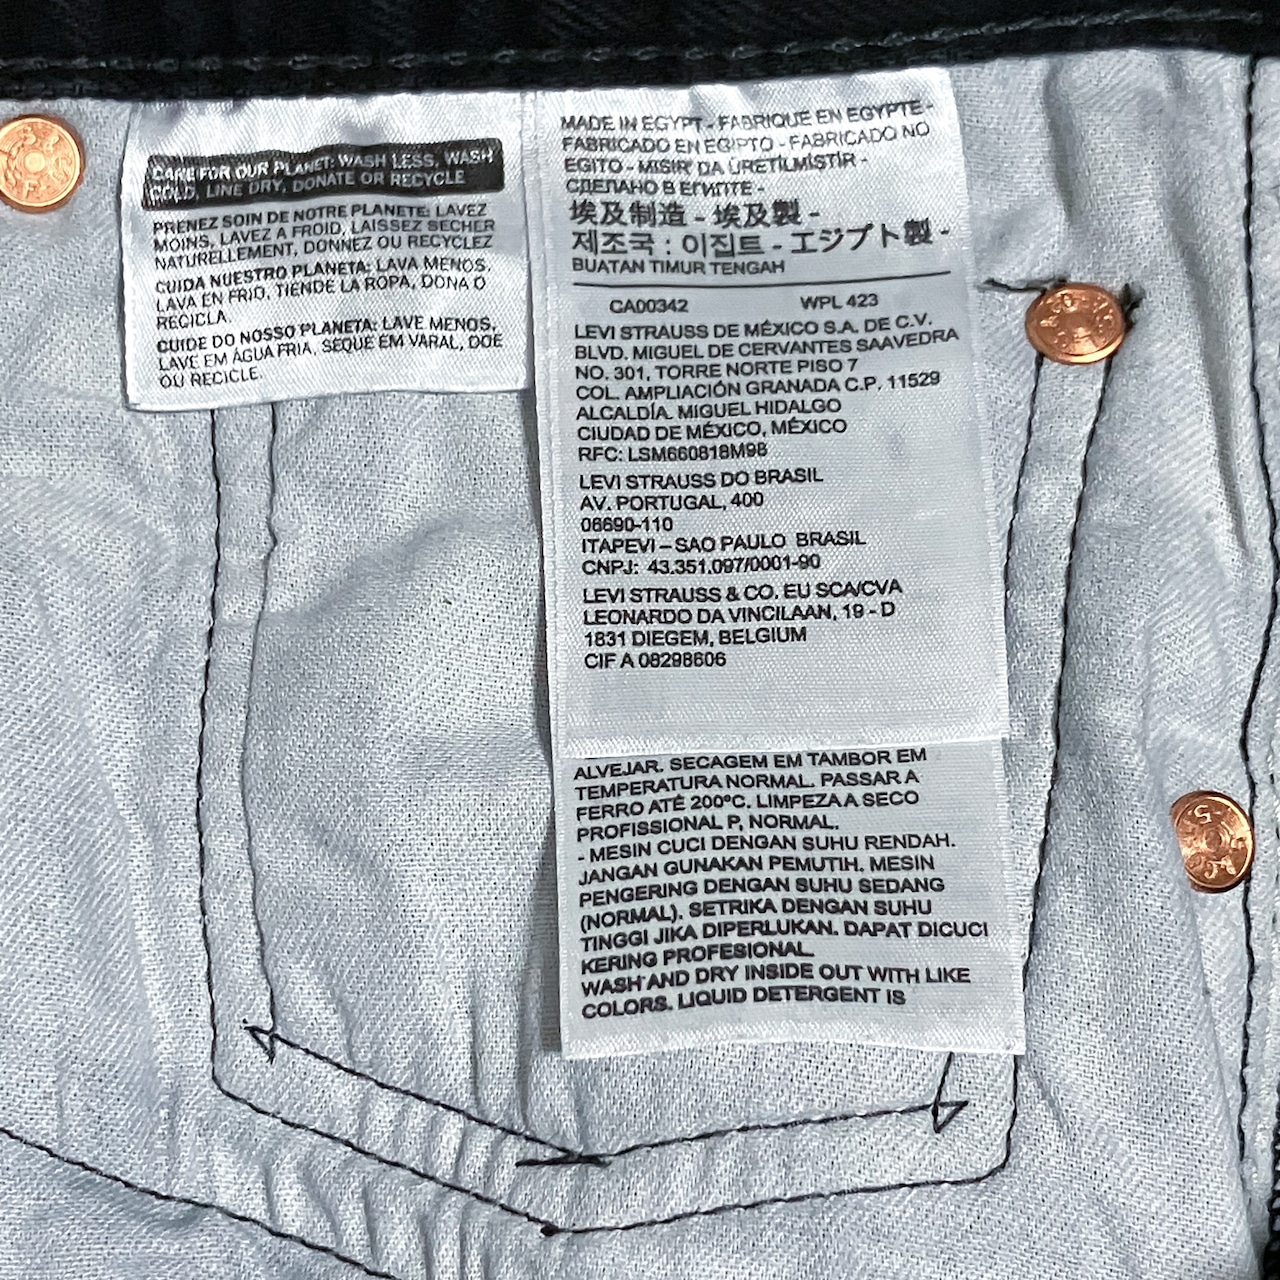 CARE FOR OUR PLANET: WASH LESS, WASH
COLD, LINE DRY, DONATE OR RECYCLE
PRENEZ SOIN DE NOTRE PLANETE: LAVEZ
MOINS, LAVEZ A FROID, LAISSEZ SECHER
NATURELLEMENT, DONNEZ OU RECYCLEZ
CUIDA NUESTRO PLANETA: LAVA MENOS,
LAVA EN FRIO, TIENDE LA ROPA, DONA O
RECICLA
CUIDE DO NOSSO PLANETA: LAVE MENOS,
LAVE EM ÁGUA FRIA, SEQUE EM VARAL, DOE
OU RECICLE.
MADE IN EGYPT - FABRIQUE EN EGYPTE -
FABRICADO EN EGIPTO - FABRICADO NO
EGITO - MISIR' DA ÜRETİLMİSTİR -
СДЕЛАНО В ЕГИПТЕ -
埃及制造 - 埃及製 -
제조국 : 이집트 - エジプト製 -
BUATAN TIMUR TENGAH
CA00342 WPL 423
LEVI STRAUSS DE MÉXICO S.A. DE C.V.
BLVD. MIGUEL DE CERVANTES SAAVEDRA
NO. 301, TORRE NORTE PISO 7
COL. AMPLIACIÓN GRANADA C.P. 11529
ALCALDÍA. MIGUEL HIDALGO
CIUDAD DE MÉXICO, MÉXICO
RFC: LSM660818M98
LEVI STRAUSS DO BRASIL
AV. PORTUGAL, 400
06690-110
ITAPEVI – SAO PAULO BRASIL
CNPJ: 43.351.097/0001-90
LEVI STRAUSS & CO. EU SCA/CVA
LEONARDO DA VINCILAAN, 19 - D
1831 DIEGEM, BELGIUM
CIF A 08298606
ALVEJAR. SECAGEM EM TAMBOR EM
TEMPERATURA NORMAL. PASSAR A
FERRO ATÉ 200°C. LIMPEZA A SECO
PROFISSIONAL P, NORMAL.
- MESIN CUCI DENGAN SUHU RENDAH.
JANGAN GUNAKAN PEMUTIH. MESIN
PENGERING DENGAN SUHU SEDANG
(NORMAL). SETRIKA DENGAN SUHU
TINGGI JIKA DIPERLUKAN. DAPAT DICUCI
KERING PROFESIONAL
WASH AND DRY INSIDE OUT WITH LIKE
COLORS. LIQUID DETERGENT IS